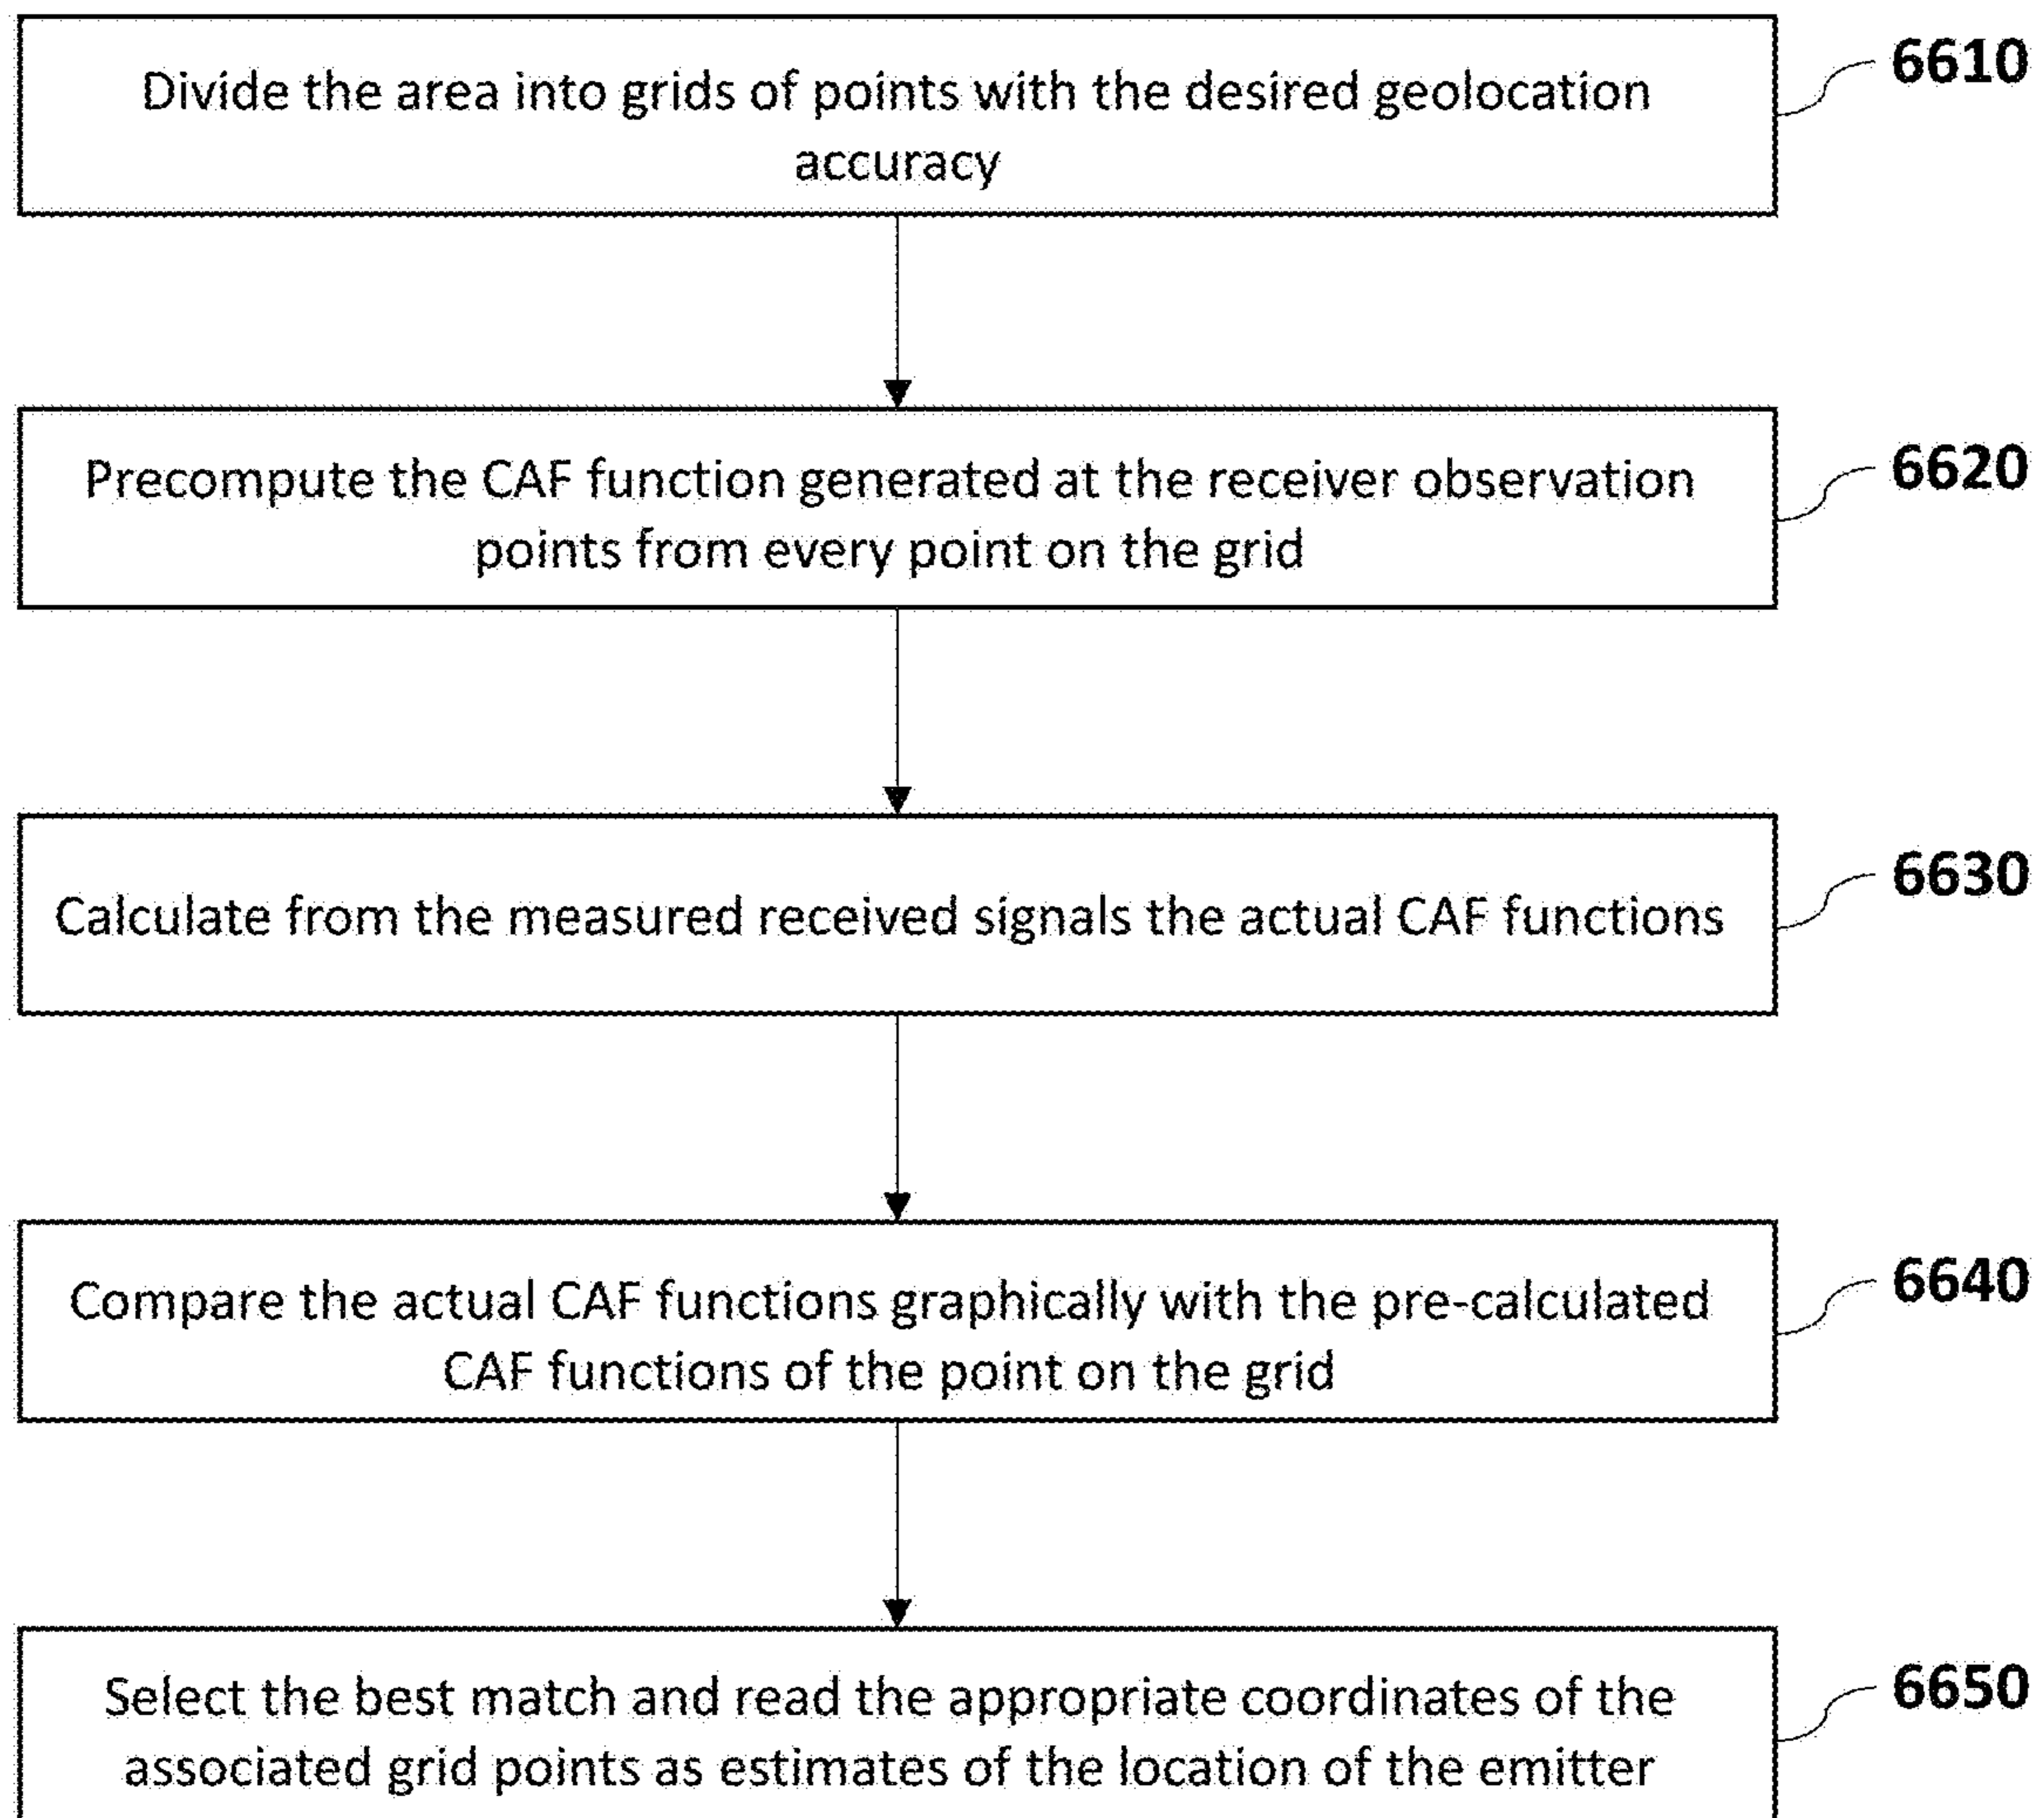 Divide the area into grids of points with the desired geolocation
accuracy
6610
Precompute the CAF function generated at the receiver observation
points from every point on the grid
6620
Calculate from the measured received signals the actual CAF functions
6630
Compare the actual CAF functions graphically with the pre-calculated
CAF functions of the point on the grid
6640
Select the best match and read the appropriate coordinates of the
associated grid points as estimates of the location of the emitter
6650